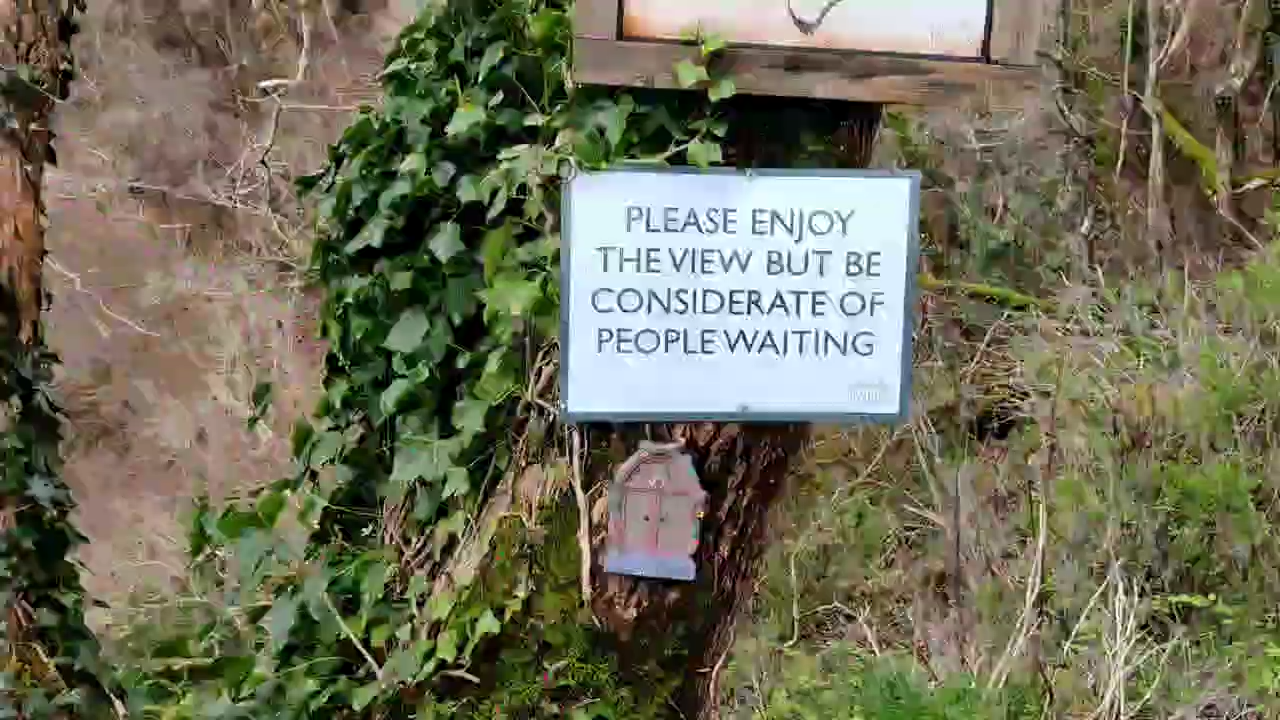 PLEASE ENJOY
THE VIEW BUT BE
CONSIDERATE OF
PEOPLE WAITING